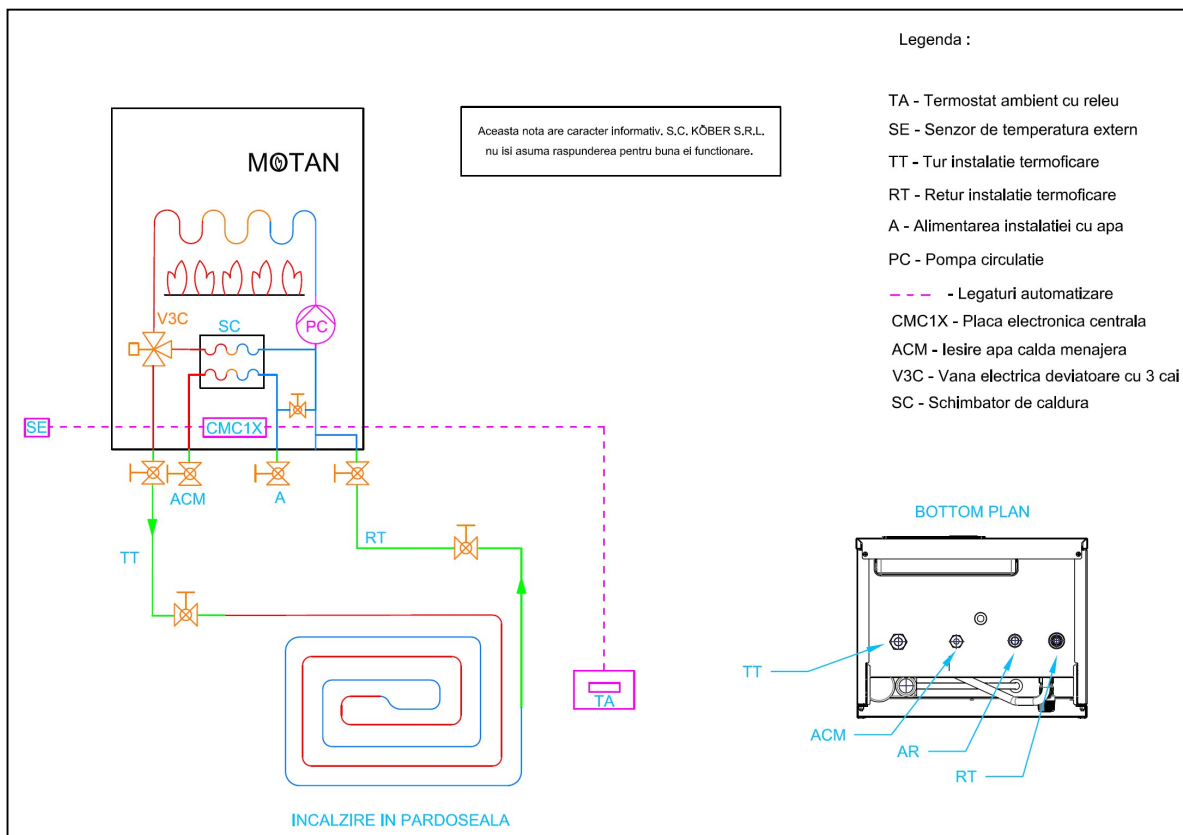 Legenda :
TA - Termostat ambient cu releu
SE - Senzor de temperatura extern
TT - Tur instalatie termoficare
RT - Retur instalatie termoficare
A - Alimentarea instalatiei cu apa
PC - Pompa circulatie
- Legaturi automatizare
CMC1X - Placa electronica centrala
ACM - Iesire apa calda menajera
V3C - Vana electrica deviatoare cu 3 cai
SC - Schimbator de caldura
Aceasta nota are caracter informativ. S.C. KÖBER S.R.L.
nu isi asuma raspunderea pentru buna ei functionare.
MOTAN
V3C
SC
PC
SE
CMC1X
ACM
A
TT
RT
TA
INCALZIRE IN PARDOSEALA
BOTTOM PLAN
TT
ACM
AR
RT